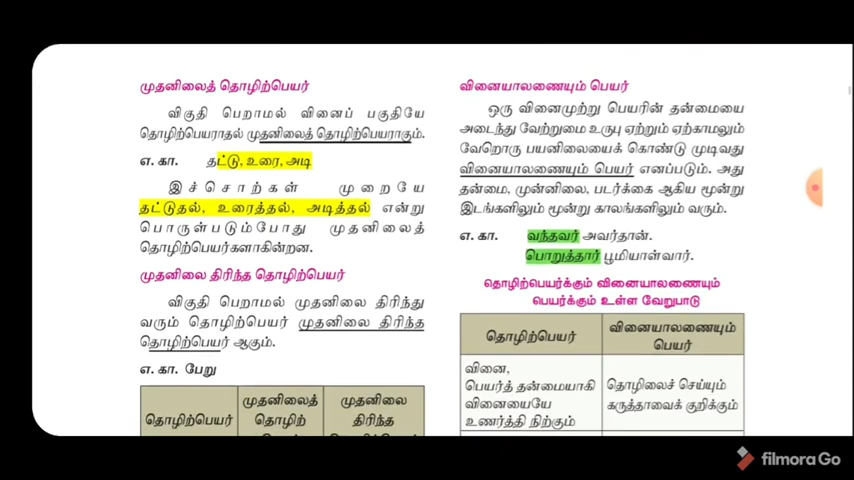 முதனிலைத் தொழிற்பெயர்
விகுதி பெறாமல் வினைப் பகுதியே
தொழிற்பெயராதல் முதனிலைத் தொழிற்பெயராகும்.
எ. கா. தட்டு, உரை, அடி
இச்சொற்கள் முறையே
தட்டுதல், உரைத்தல், அடித்தல் என்று
பொருள்படும்போது முதனிலைத்
தொழிற்பெயர்களாகின்றன.
முதனிலை திரிந்த தொழிற்பெயர்
விகுதி பெறாமல் முதனிலை திரிந்து
வரும் தொழிற்பெயர் முதனிலை திரிந்த
தொழிற்பெயர் ஆகும்.
எ. கா. பேறு
தொழிற்பெயர்
முதனிலைத்
தொழிற்
முதனிலை
திரிந்த
வினையாலணையும் பெயர்
ஒரு வினைமுற்று பெயரின் தன்மையை
அடைந்து வேற்றுமை உருபு ஏற்றும் ஏற்காமலும்
வேறொரு பயனிலையைக் கொண்டு முடிவது
வினையாலணையும் பெயர் எனப்படும். அது
தன்மை, முன்னிலை, படர்க்கை ஆகிய மூன்று
இடங்களிலும் மூன்று காலங்களிலும் வரும்.
எ. கா. வந்தவர் அவர்தான்.
பொறுத்தார் பூமியாள்வார்.
தொழிற்பெயர்க்கும் வினையாலணையும்
பெயர்க்கும் உள்ள வேறுபாடு
தொழிற்பெயர்
வினையாலணையும்
பெயர்
வினை,
பெயர்த் தன்மையாகி
வினையையே
உணர்த்தி நிற்கும்
தொழிலைச் செய்யும்
கருத்தாவைக் குறிக்கும்
filmora Go